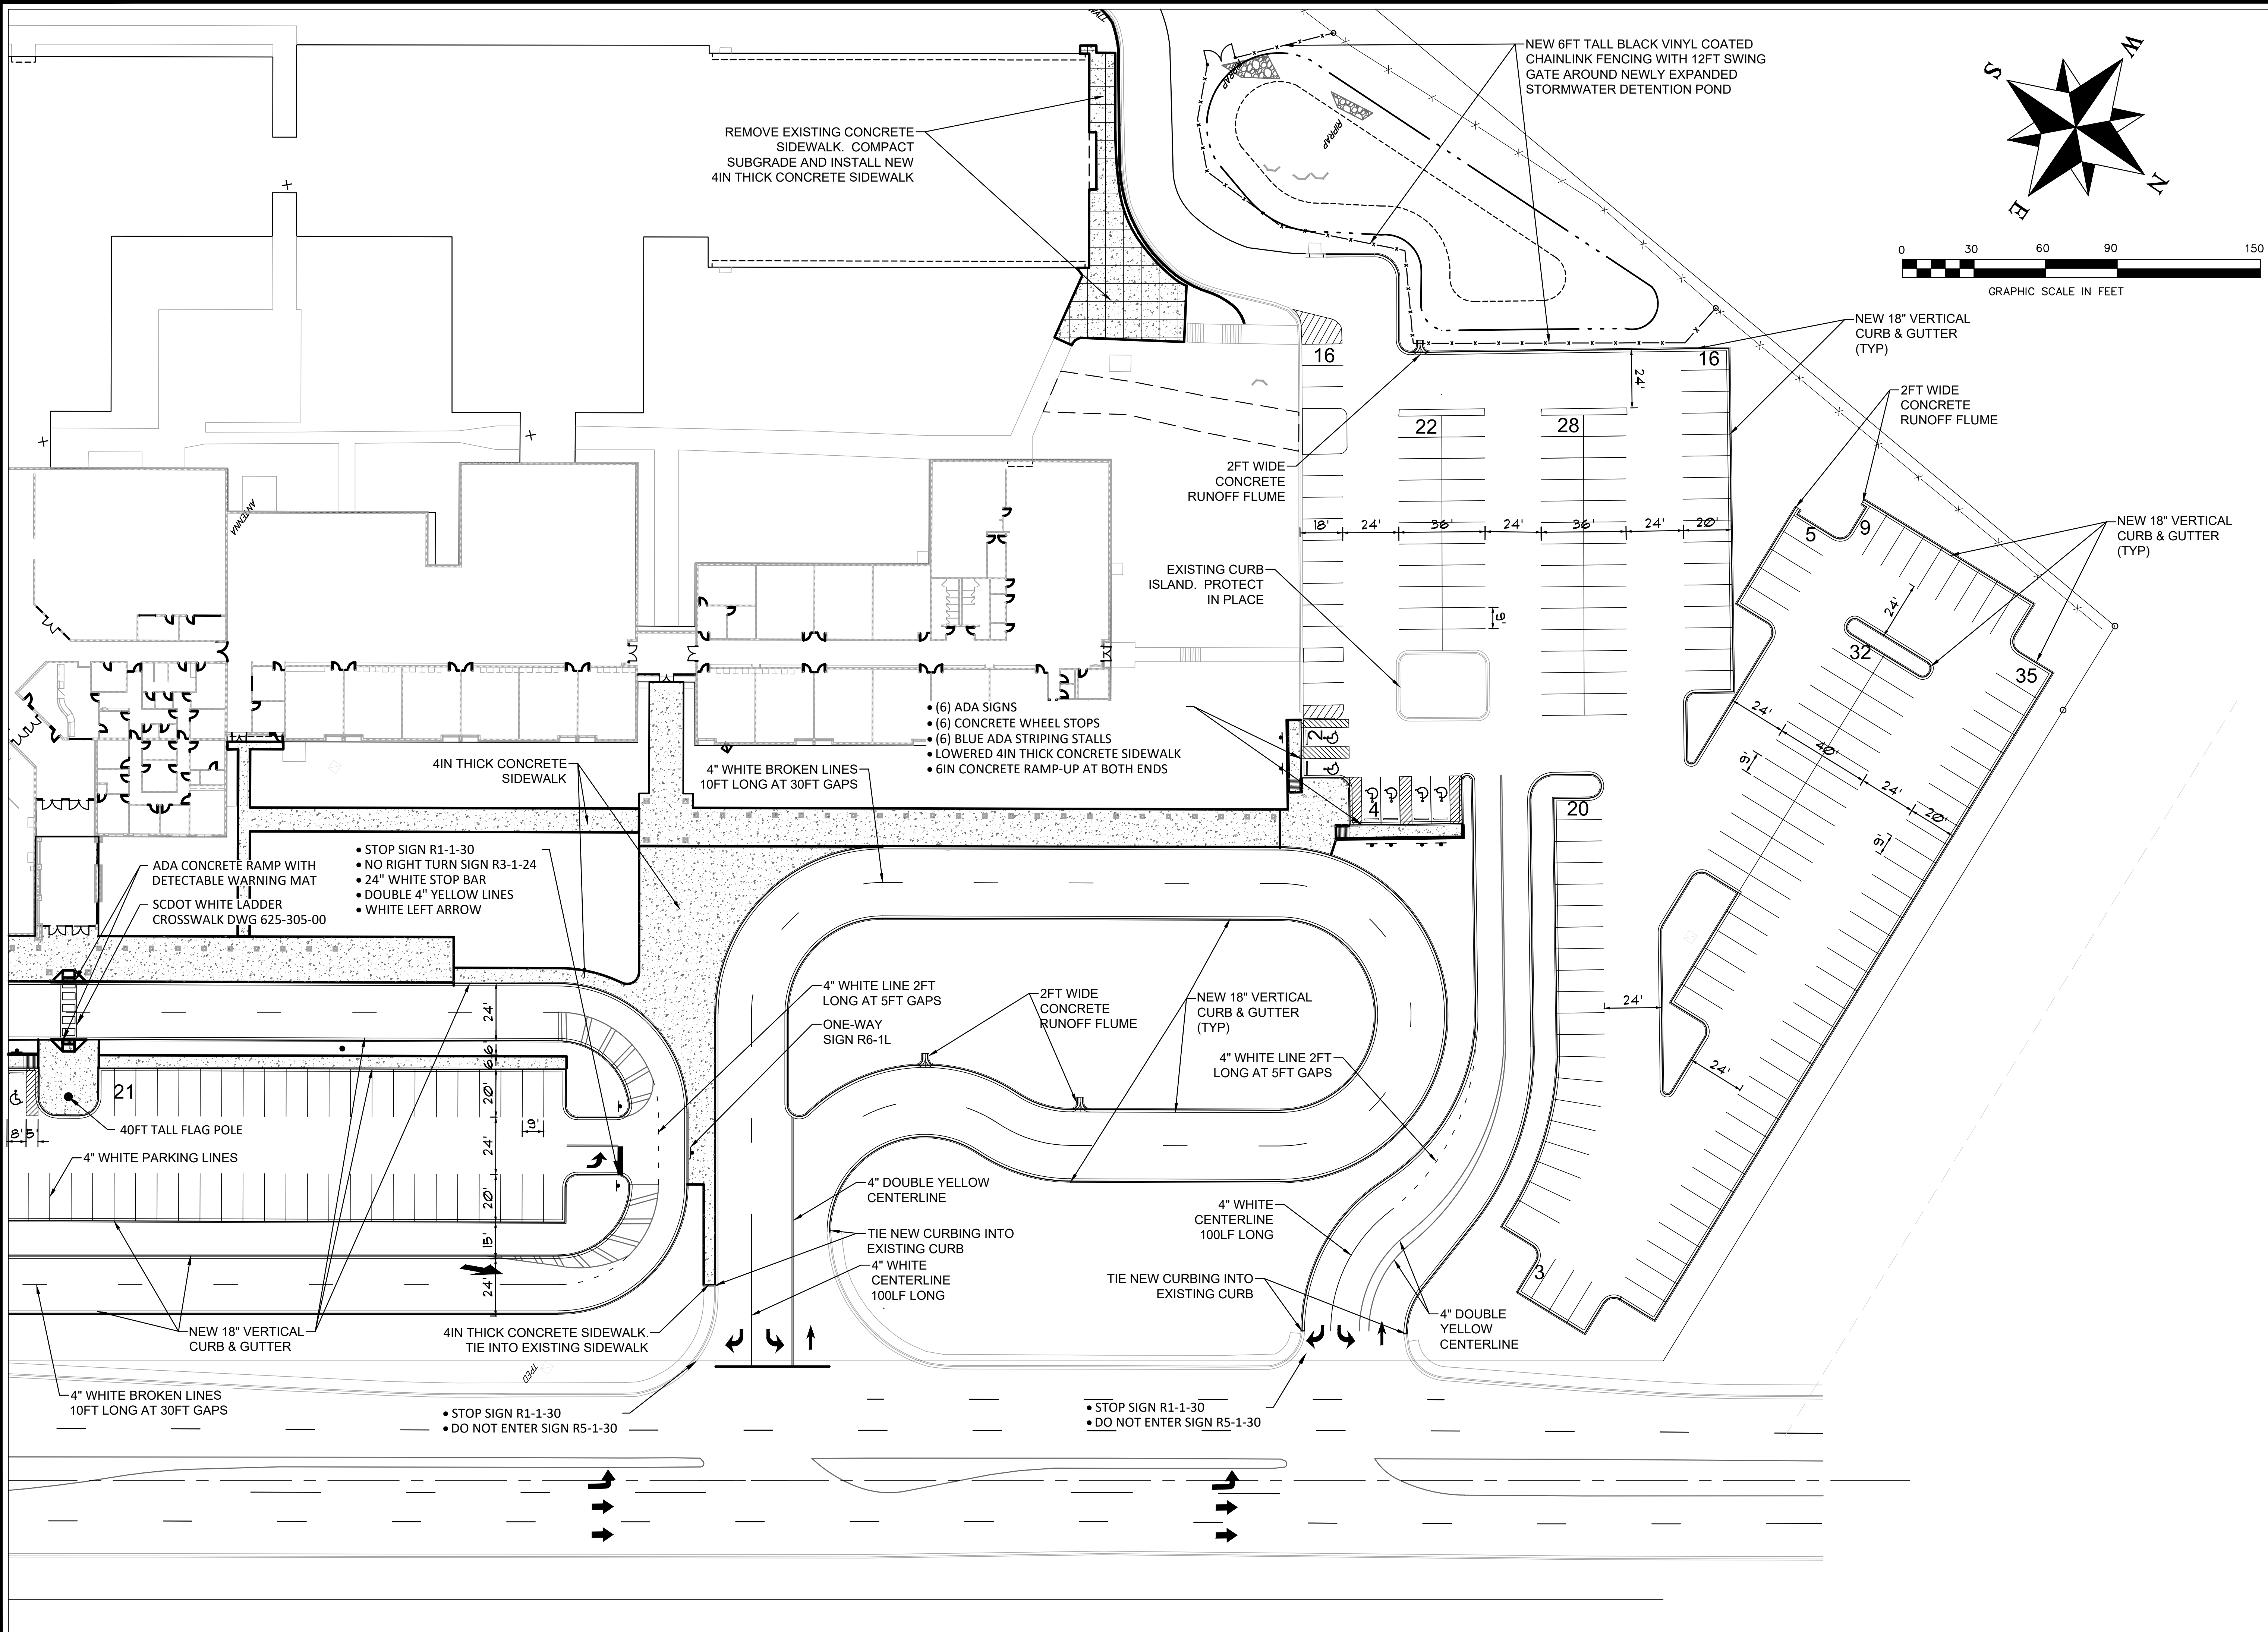 WALL
NEW 6FT TALL BLACK VINYL COATED
CHAINLINK FENCING WITH 12FT SWING
GATE AROUND NEWLY EXPANDED
STORMWATER DETENTION POND
RIPRAP
RIPRAP
S
W
E
N
0 30 60 90 150
GRAPHIC SCALE IN FEET
REMOVE EXISTING CONCRETE
SIDEWALK. COMPACT
SUBGRADE AND INSTALL NEW
4IN THICK CONCRETE SIDEWALK
NEW 18" VERTICAL
CURB & GUTTER
(TYP)
16
16
24'
2FT WIDE
CONCRETE
RUNOFF FLUME
22
28
2FT WIDE
CONCRETE
RUNOFF FLUME
18' 24' 36' 24' 36' 24' 20'
5
9
NEW 18" VERTICAL
CURB & GUTTER
(TYP)
ANTENNA
EXISTING CURB
ISLAND. PROTECT
IN PLACE
9'
24'
32
35
24'
40'
24'
20'
9'
9'
• (6) ADA SIGNS
• (6) CONCRETE WHEEL STOPS
• (6) BLUE ADA STRIPING STALLS
• LOWERED 4IN THICK CONCRETE SIDEWALK
• 6IN CONCRETE RAMP-UP AT BOTH ENDS
2
4
20
4IN THICK CONCRETE
SIDEWALK
4" WHITE BROKEN LINES
10FT LONG AT 30FT GAPS
ADA CONCRETE RAMP WITH
DETECTABLE WARNING MAT
SCDOT WHITE LADDER
CROSSWALK DWG 625-305-00
• STOP SIGN R1-1-30
• NO RIGHT TURN SIGN R3-1-24
• 24" WHITE STOP BAR
• DOUBLE 4" YELLOW LINES
• WHITE LEFT ARROW
4" WHITE LINE 2FT
LONG AT 5FT GAPS
ONE-WAY
SIGN R6-1L
2FT WIDE
CONCRETE
RUNOFF FLUME
NEW 18" VERTICAL
CURB & GUTTER
(TYP)
4" WHITE LINE 2FT
LONG AT 5FT GAPS
24'
24'
24'
6'
20'
24'
20'
15'
24'
9'
21
8' 5'
40FT TALL FLAG POLE
4" WHITE PARKING LINES
4" DOUBLE YELLOW
CENTERLINE
TIE NEW CURBING INTO
EXISTING CURB
4" WHITE
CENTERLINE
100LF LONG
4" WHITE
CENTERLINE
100LF LONG
TIE NEW CURBING INTO
EXISTING CURB
3
4" DOUBLE
YELLOW
CENTERLINE
NEW 18" VERTICAL
CURB & GUTTER
4IN THICK CONCRETE SIDEWALK.
TIE INTO EXISTING SIDEWALK
TPED
4" WHITE BROKEN LINES
10FT LONG AT 30FT GAPS
• STOP SIGN R1-1-30
• DO NOT ENTER SIGN R5-1-30
• STOP SIGN R1-1-30
• DO NOT ENTER SIGN R5-1-30